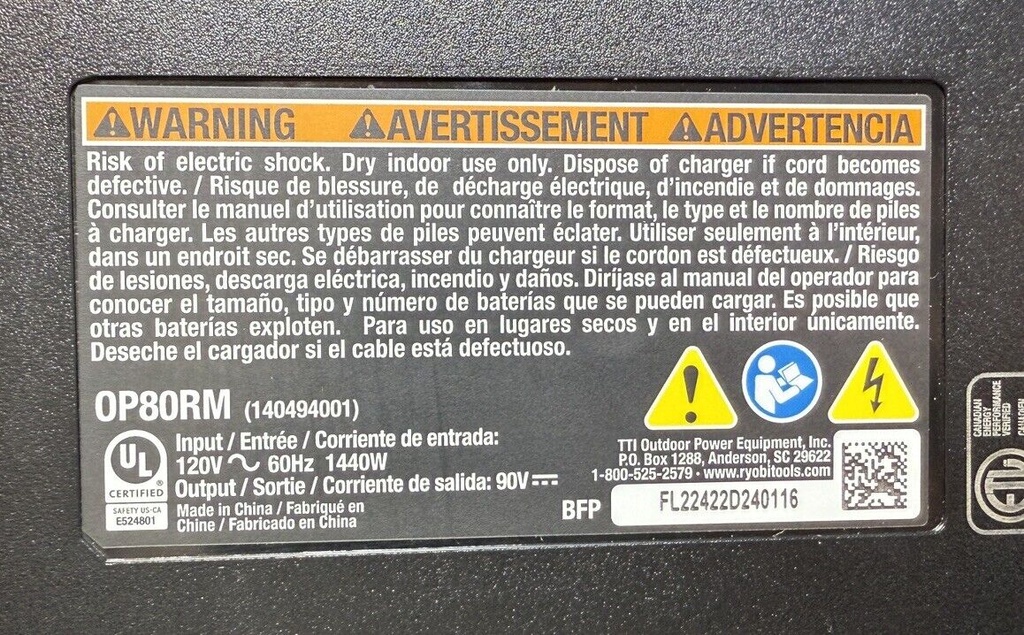 WARNING AVERTISSEMENT ADVERTENCIA
Risk of electric shock. Dry indoor use only. Dispose of charger if cord becomes
defective. / Risque de blessure, de décharge électrique, d'incendie et de dommages.
Consulter le manuel d'utilisation pour connaître le format, le type et le nombre de piles
à charger. Les autres types de piles peuvent éclater. Utiliser seulement à l'intérieur,
dans un endroit sec. Se débarrasser du chargeur si le cordon est défectueux. / Riesgo
de lesiones, descarga eléctrica, incendio y daños. Diríjase al manual del operador para
conocer el tamaño, tipo y número de baterías que se pueden cargar. Es posible que
otras baterías exploten. Para uso en lugares secos y en el interior únicamente.
Deseche el cargador si el cable está defectuoso.
OP80RM (140494001)
UL
CERTIFIED
SAFETY US-CA
E524801
Input / Entrée / Corriente de entrada:
120V ~ 60Hz 1440W
Output / Sortie / Corriente de salida: 90V ⎓
Made in China / Fabriqué en
Chine / Fabricado en China
TTI Outdoor Power Equipment, Inc.
P.O. Box 1288, Anderson, SC 29622
1-800-525-2579 • www.ryobitools.com
BFP FL22422D240116
CANADIAN
ENERGY
PERFORMANCE
VERIFIED
ETL